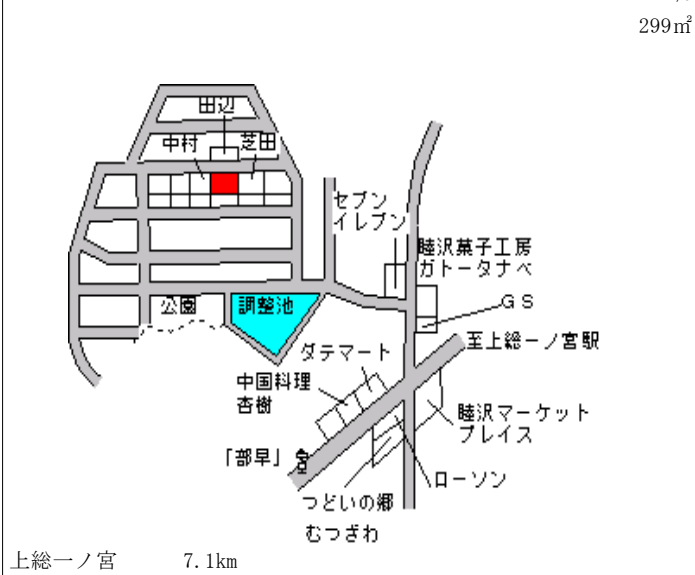 299㎡
田辺
中村
芝田
セブン
イレブン
睦沢菓子工房
ガトータナベ
GS
公園
調整池
至上総一ノ宮駅
ダテマート
中国料理
杏樹
睦沢マーケット
プレイス
「部早」
ローソン
つどいの郷
むつざわ
上総一ノ宮 7.1km